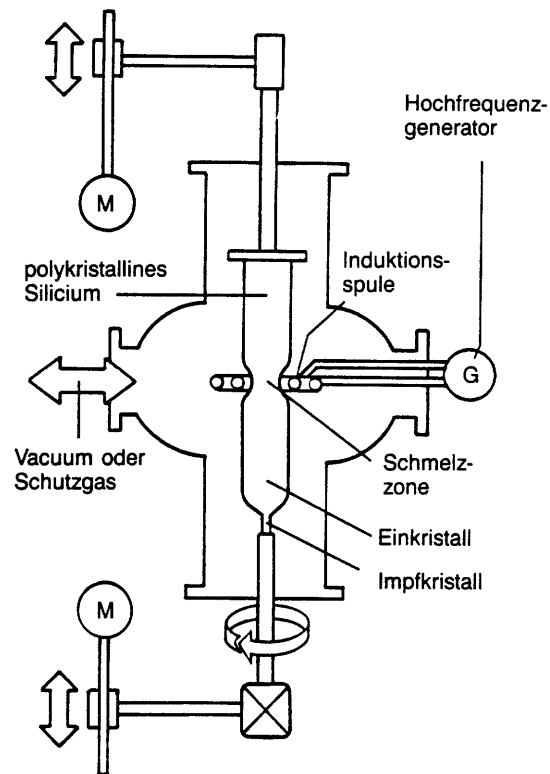 Hochfrequenz-
generator
M
polykristallines
Silicium
Induktions-
spule
G
Vacuum oder
Schutzgas
Schmelz-
zone
Einkristall
Impfkristall
M